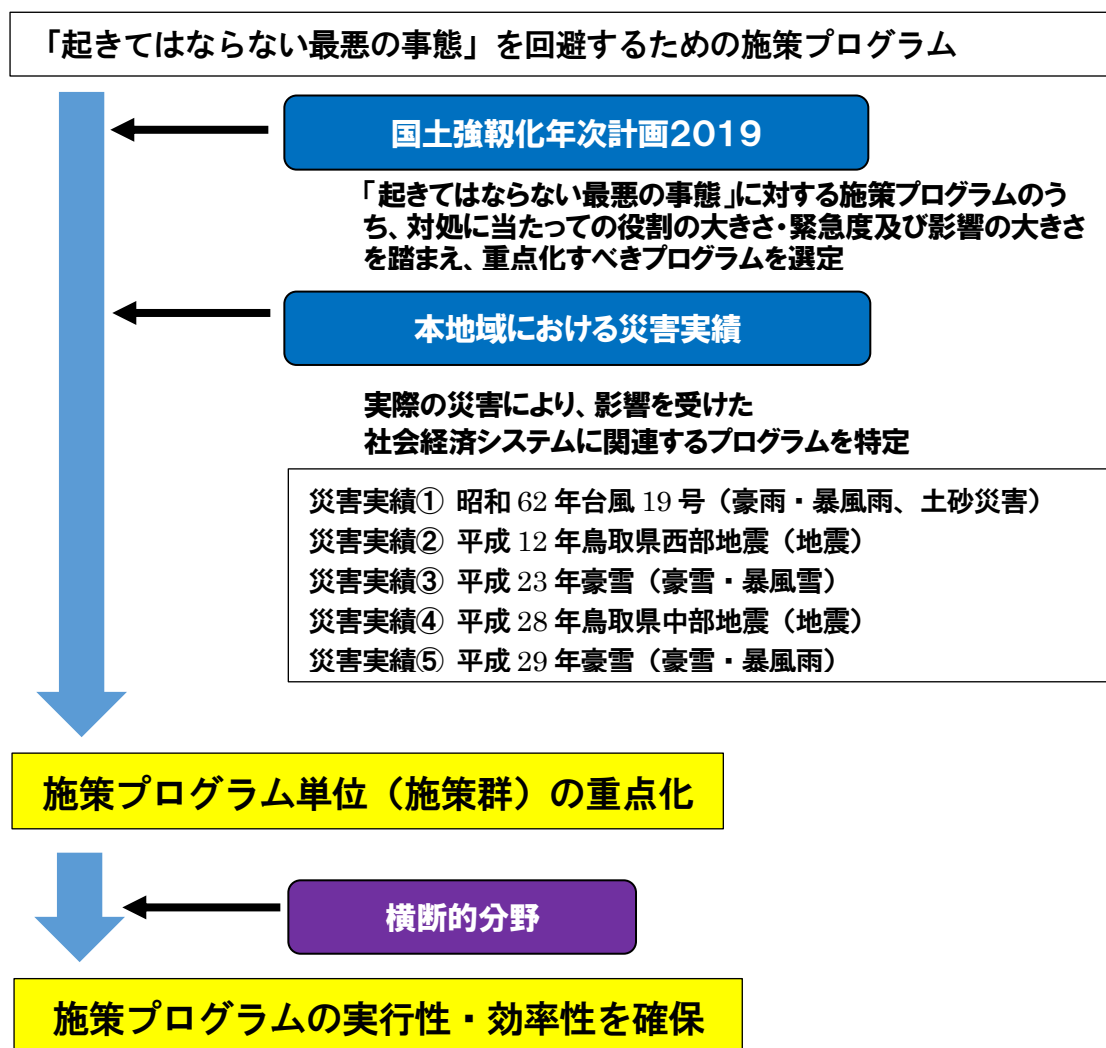 「起きてはならない最悪の事態」を回避するための施策プログラム
国土強靱化年次計画2019
「起きてはならない最悪の事態」に対する施策プログラムのう
ち、対処に当たっての役割の大きさ・緊急度及び影響の大きさ
を踏まえ、重点化すべきプログラムを選定
本地域における災害実績
実際の災害により、影響を受けた
社会経済システムに関連するプログラムを特定
災害実績① 昭和 62 年台風 19 号（豪雨・暴風雨、土砂災害）
災害実績② 平成 12 年鳥取県西部地震（地震）
災害実績③ 平成 23 年豪雪（豪雪・暴風雪）
災害実績④ 平成 28 年鳥取県中部地震（地震）
災害実績⑤ 平成 29 年豪雪（豪雪・暴風雨）
施策プログラム単位（施策群）の重点化
横断的分野
施策プログラムの実行性・効率性を確保